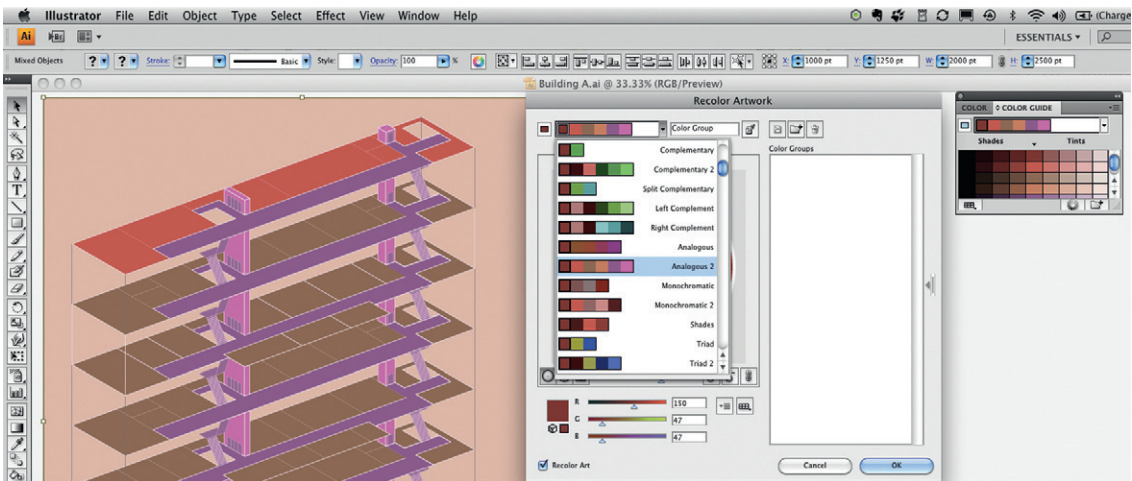 Illustrator File Edit Object Type Select Effect View Window Help
(Charge
Ai Br
ESSENTIALS
Mixed Objects ? ? Stroke: Basic Style: Opacity: 100 % X: 1000 pt Y: 1250 pt W: 2000 pt H: 2500 pt
Building A.ai @ 33.33% (RGB/Preview)
Recolor Artwork
COLOR COLOR GUIDE
Color Group
Color Groups
Shades Tints
Complementary
Complementary 2
Split Complementary
Left Complement
Right Complement
Analogous
Analogous 2
Monochromatic
Monochromatic 2
Shades
Triad
Triad 2
R 150
G 47
B 47
Recolor Art
Cancel OK